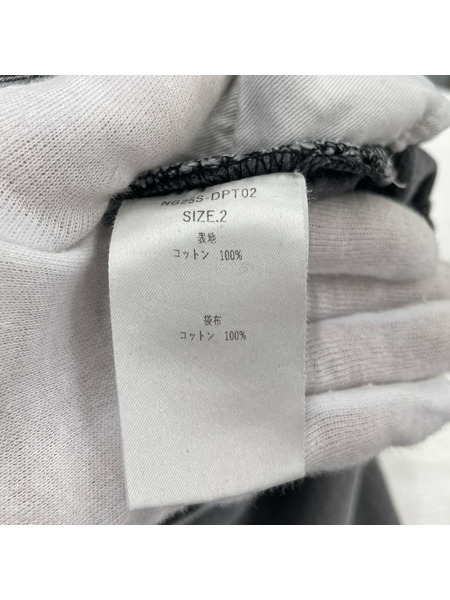 NG25S-DPT02
SIZE.2
表地
コットン 100%
袋布
コットン 100%